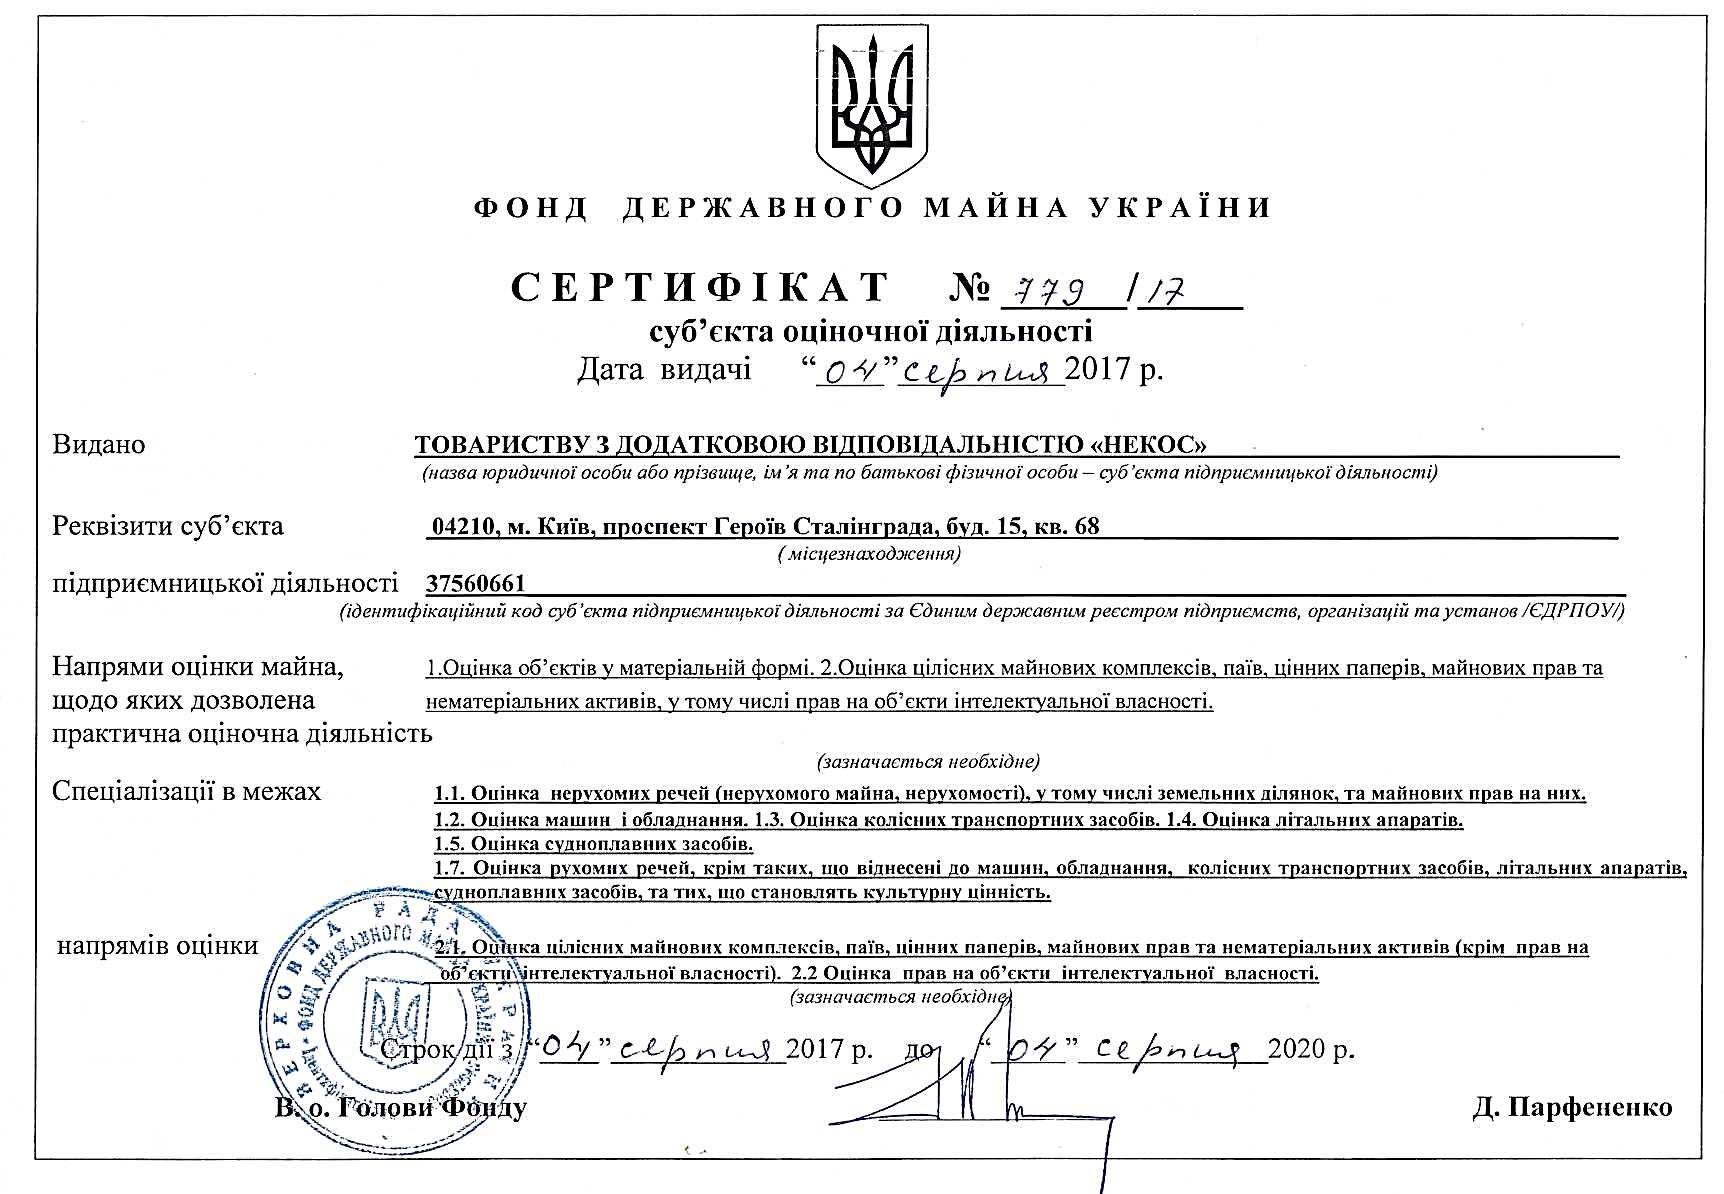 ФОНД ДЕРЖАВНОГО МАЙНА УКРАЇНИ
СЕРТИФІКАТ № 779 / 17
суб’єкта оціночної діяльності
Дата видачі “04” серпня 2017 р.
Видано ТОВАРИСТВУ З ДОДАТКОВОЮ ВІДПОВІДАЛЬНІСТЮ «НЕКОС»
(назва юридичної особи або прізвище, ім’я та по батькові фізичної особи – суб’єкта підприємницької діяльності)
Реквізити суб’єкта 04210, м. Київ, проспект Героїв Сталінграда, буд. 15, кв. 68
( місцезнаходження)
підприємницької діяльності 37560661
(ідентифікаційний код суб’єкта підприємницької діяльності за Єдиним державним реєстром підприємств, організацій та установ /ЄДРПОУ/)
Напрями оцінки майна, 1.Оцінка об’єктів у матеріальній формі. 2.Оцінка цілісних майнових комплексів, паїв, цінних паперів, майнових прав та
щодо яких дозволена нематеріальних активів, у тому числі прав на об’єкти інтелектуальної власності.
практична оціночна діяльність
(зазначається необхідне)
Спеціалізації в межах 1.1. Оцінка нерухомих речей (нерухомого майна, нерухомості), у тому числі земельних ділянок, та майнових прав на них.
1.2. Оцінка машин і обладнання. 1.3. Оцінка колісних транспортних засобів. 1.4. Оцінка літальних апаратів.
1.5. Оцінка судноплавних засобів.
1.7. Оцінка рухомих речей, крім таких, що віднесені до машин, обладнання, колісних транспортних засобів, літальних апаратів,
судноплавних засобів, та тих, що становлять культурну цінність.
напрямів оцінки 2.1. Оцінка цілісних майнових комплексів, паїв, цінних паперів, майнових прав та нематеріальних активів (крім прав на
об’єкти інтелектуальної власності). 2.2 Оцінка прав на об’єкти інтелектуальної власності.
(зазначається необхідне)
Строк дії з “04” серпня 2017 р. до “04” серпня 2020 р.
В. о. Голови Фонду Д. Парфененко
ВЕРХОВНА РАДА УКРАЇНИ
ФОНД ДЕРЖАВНОГО МАЙНА УКРАЇНИ